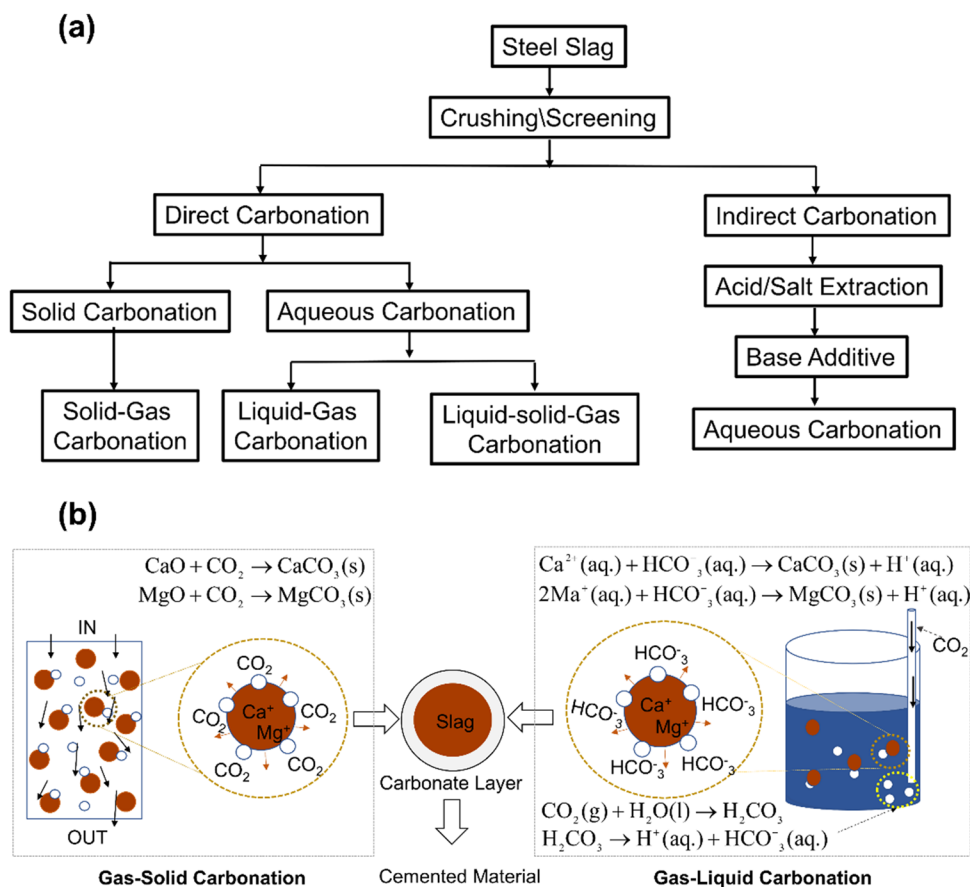 (a)
Steel Slag
Crushing\Screening
Direct Carbonation
Indirect Carbonation
Solid Carbonation
Aqueous Carbonation
Acid/Salt Extraction
Base Additive
Solid-Gas
Carbonation
Liquid-Gas
Carbonation
Liquid-solid-Gas
Carbonation
Aqueous Carbonation
(b)
CaO + CO₂ → CaCO₃(s)
MgO + CO₂ → MgCO₃(s)
IN
OUT
CO₂
CO₂
CO₂
CO₂
CO₂
Ca⁺
Mg⁺
Gas-Solid Carbonation
Slag
Carbonate Layer
Cemented Material
Ca²⁺(aq.) + HCO⁻₃(aq.) → CaCO₃(s) + H⁺(aq.)
2Ma⁺(aq.) + HCO⁻₃(aq.) → MgCO₃(s) + H⁺(aq.)
HCO⁻₃
HCO⁻₃
HCO⁻₃
HCO⁻₃
HCO⁻₃
Ca⁺
Mg⁺
CO₂
CO₂(g) + H₂O(l) → H₂CO₃
H₂CO₃ → H⁺(aq.) + HCO⁻₃(aq.)
Gas-Liquid Carbonation